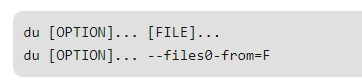 du [OPTION]... [FILE]...
du [OPTION]... --files0-from=F